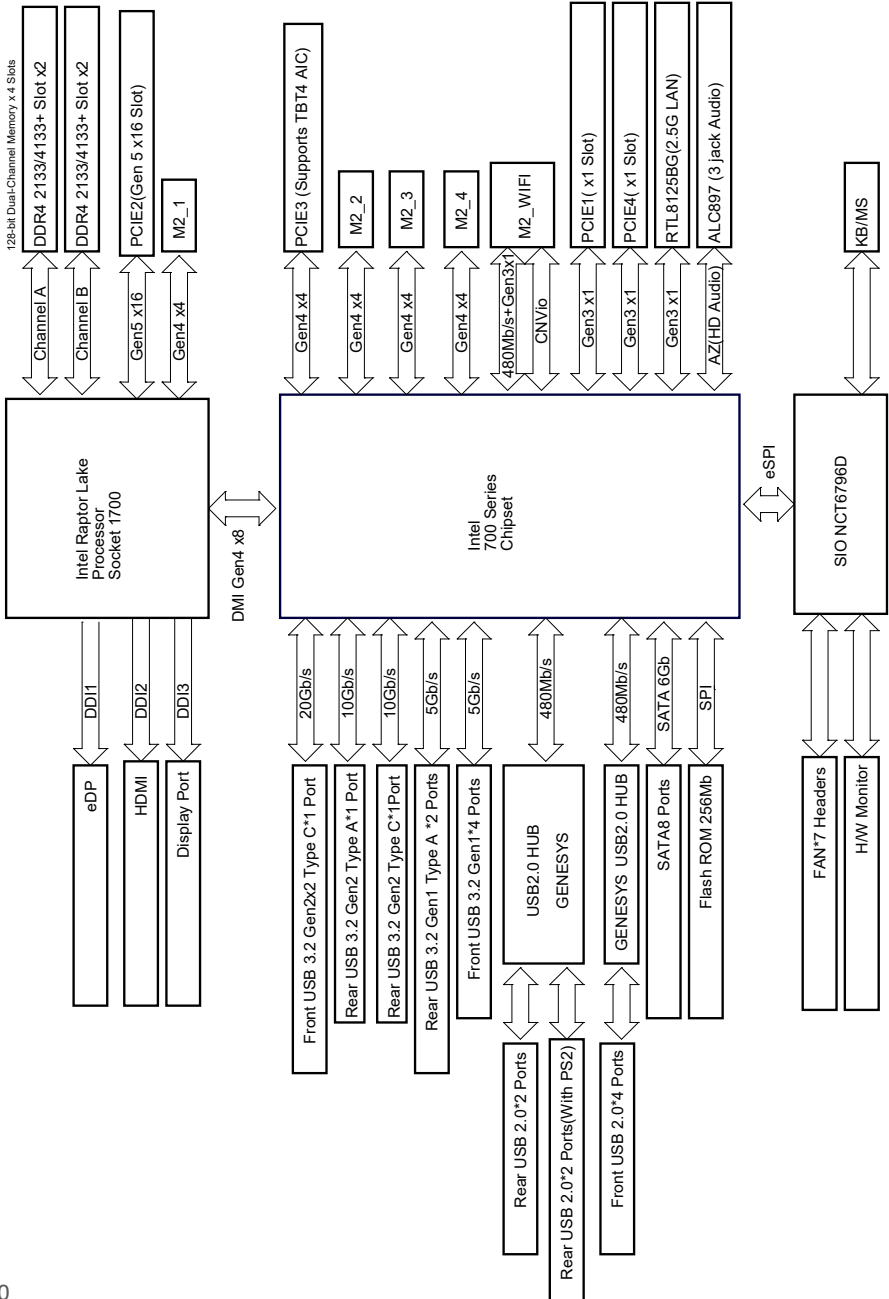 128-bit Dual-Channel Memory x 4 Slots
DDR4 2133/4133+ Slot x2
DDR4 2133/4133+ Slot x2
PCIE2(Gen 5 x16 Slot)
M2_1
Channel A
Channel B
Gen5 x16
Gen4 x4
Intel Raptor Lake
Processor
Socket 1700
DDI1
DDI2
DDI3
eDP
HDMI
Display Port
DMI Gen4 x8
PCIE3 (Supports TBT4 AIC)
M2_2
M2_3
M2_4
M2_WIFI
PCIE1( x1 Slot)
PCIE4( x1 Slot)
RTL8125BG(2.5G LAN)
ALC897 (3 jack Audio)
Gen4 x4
Gen4 x4
Gen4 x4
Gen4 x4
480Mb/s+Gen3x1
CNVio
Gen3 x1
Gen3 x1
Gen3 x1
AZ(HD Audio)
Intel
700 Series
Chipset
20Gb/s
10Gb/s
10Gb/s
5Gb/s
5Gb/s
480Mb/s
480Mb/s
SATA 6Gb
SPI
Front USB 3.2 Gen2x2 Type C*1 Port
Rear USB 3.2 Gen2 Type A*1 Port
Rear USB 3.2 Gen2 Type C*1Port
Rear USB 3.2 Gen1 Type A *2 Ports
Front USB 3.2 Gen1*4 Ports
USB2.0 HUB
GENESYS
GENESYS USB2.0 HUB
SATA8 Ports
Flash ROM 256Mb
Rear USB 2.0*2 Ports
Rear USB 2.0*2 Ports(With PS2)
Front USB 2.0*4 Ports
eSPI
KB/MS
SIO NCT6796D
FAN*7 Headers
H/W Monitor
0